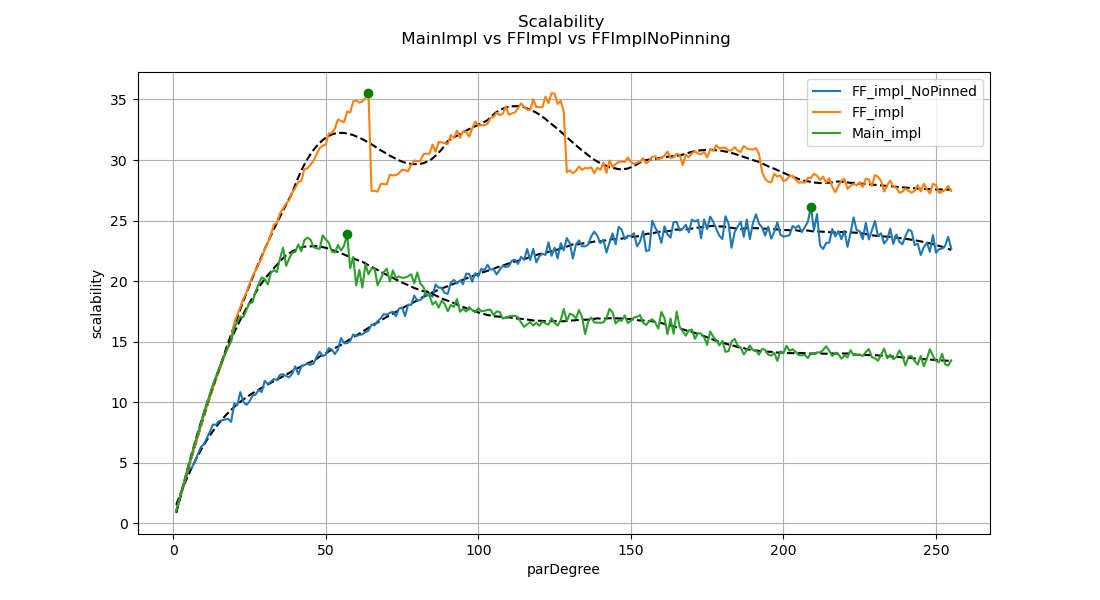 Scalability
MainImpl vs FFImpl vs FFImplNoPinning
FF_impl_NoPinned
FF_impl
Main_impl
scalability
35
30
25
20
15
10
5
0
0 50 100 150 200 250
parDegree